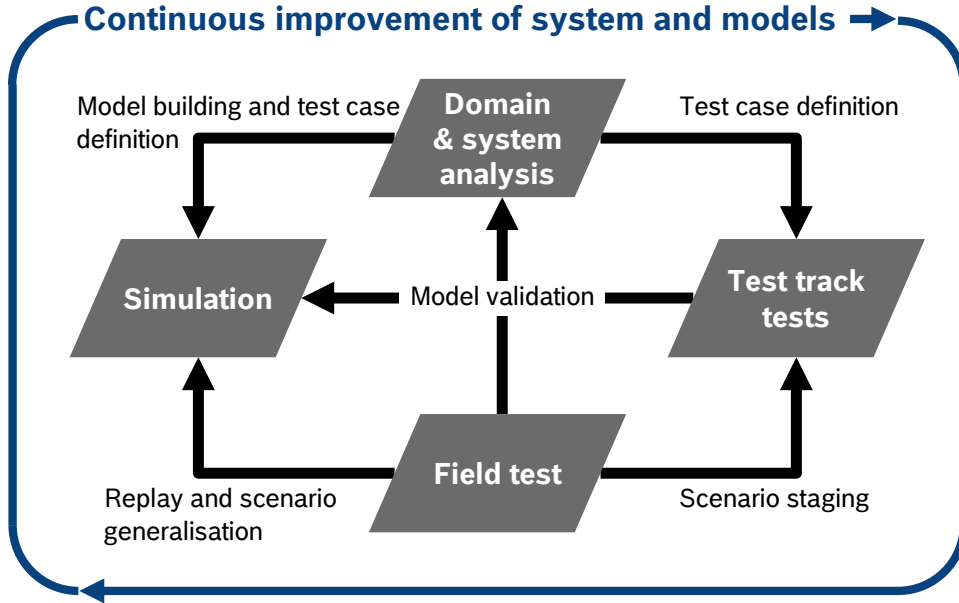 Continuous improvement of system and models
Model building and test case
definition
Domain
& system
analysis
Test case definition
Simulation
Model validation
Test track
tests
Replay and scenario
generalisation
Field test
Scenario staging